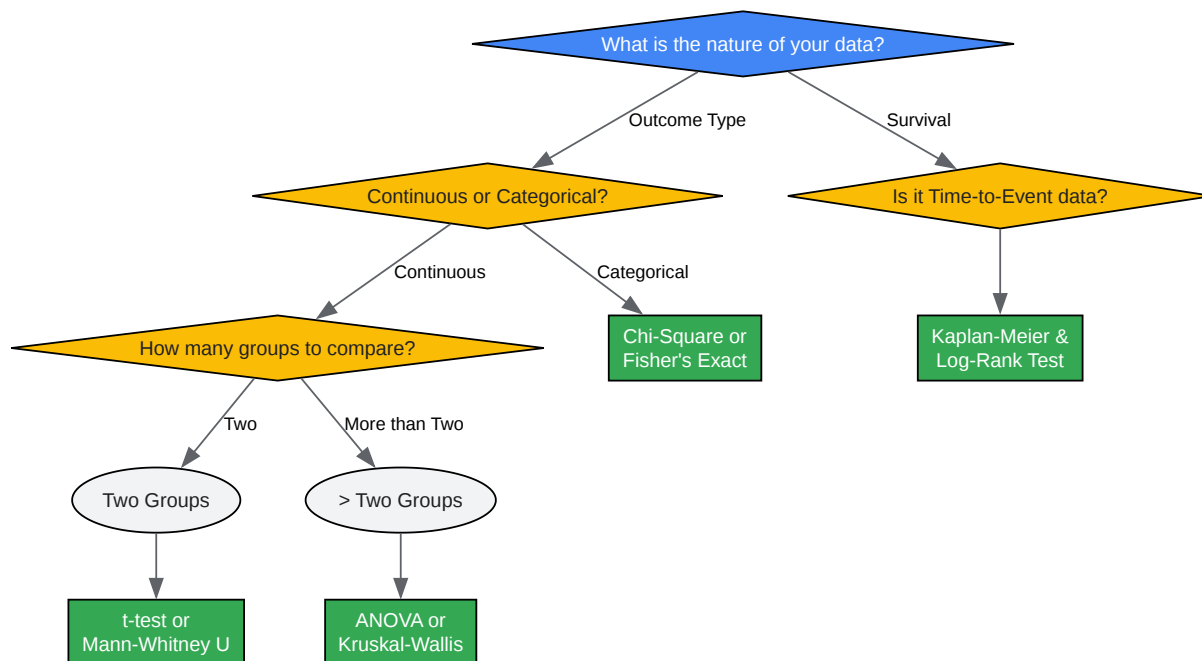 What is the nature of your data?
Outcome Type
Survival
Continuous or Categorical?
Is it Time-to-Event data?
Continuous
Categorical
How many groups to compare?
Chi-Square or
Fisher's Exact
Kaplan-Meier &
Log-Rank Test
Two
More than Two
Two Groups
> Two Groups
t-test or
Mann-Whitney U
ANOVA or
Kruskal-Wallis